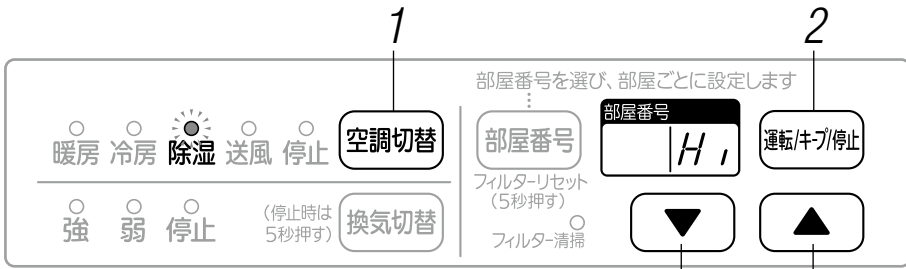 1
2
部屋番号を選び、部屋ごとに設定します
暖房 冷房 除湿 送風 停止
空調切替
部屋番号
部屋番号
Hi
運転/キープ/停止
フィルターリセット
(5秒押す)
強 弱 停止
(停止時は
5秒押す)
換気切替
フィルター清掃
▼
▲